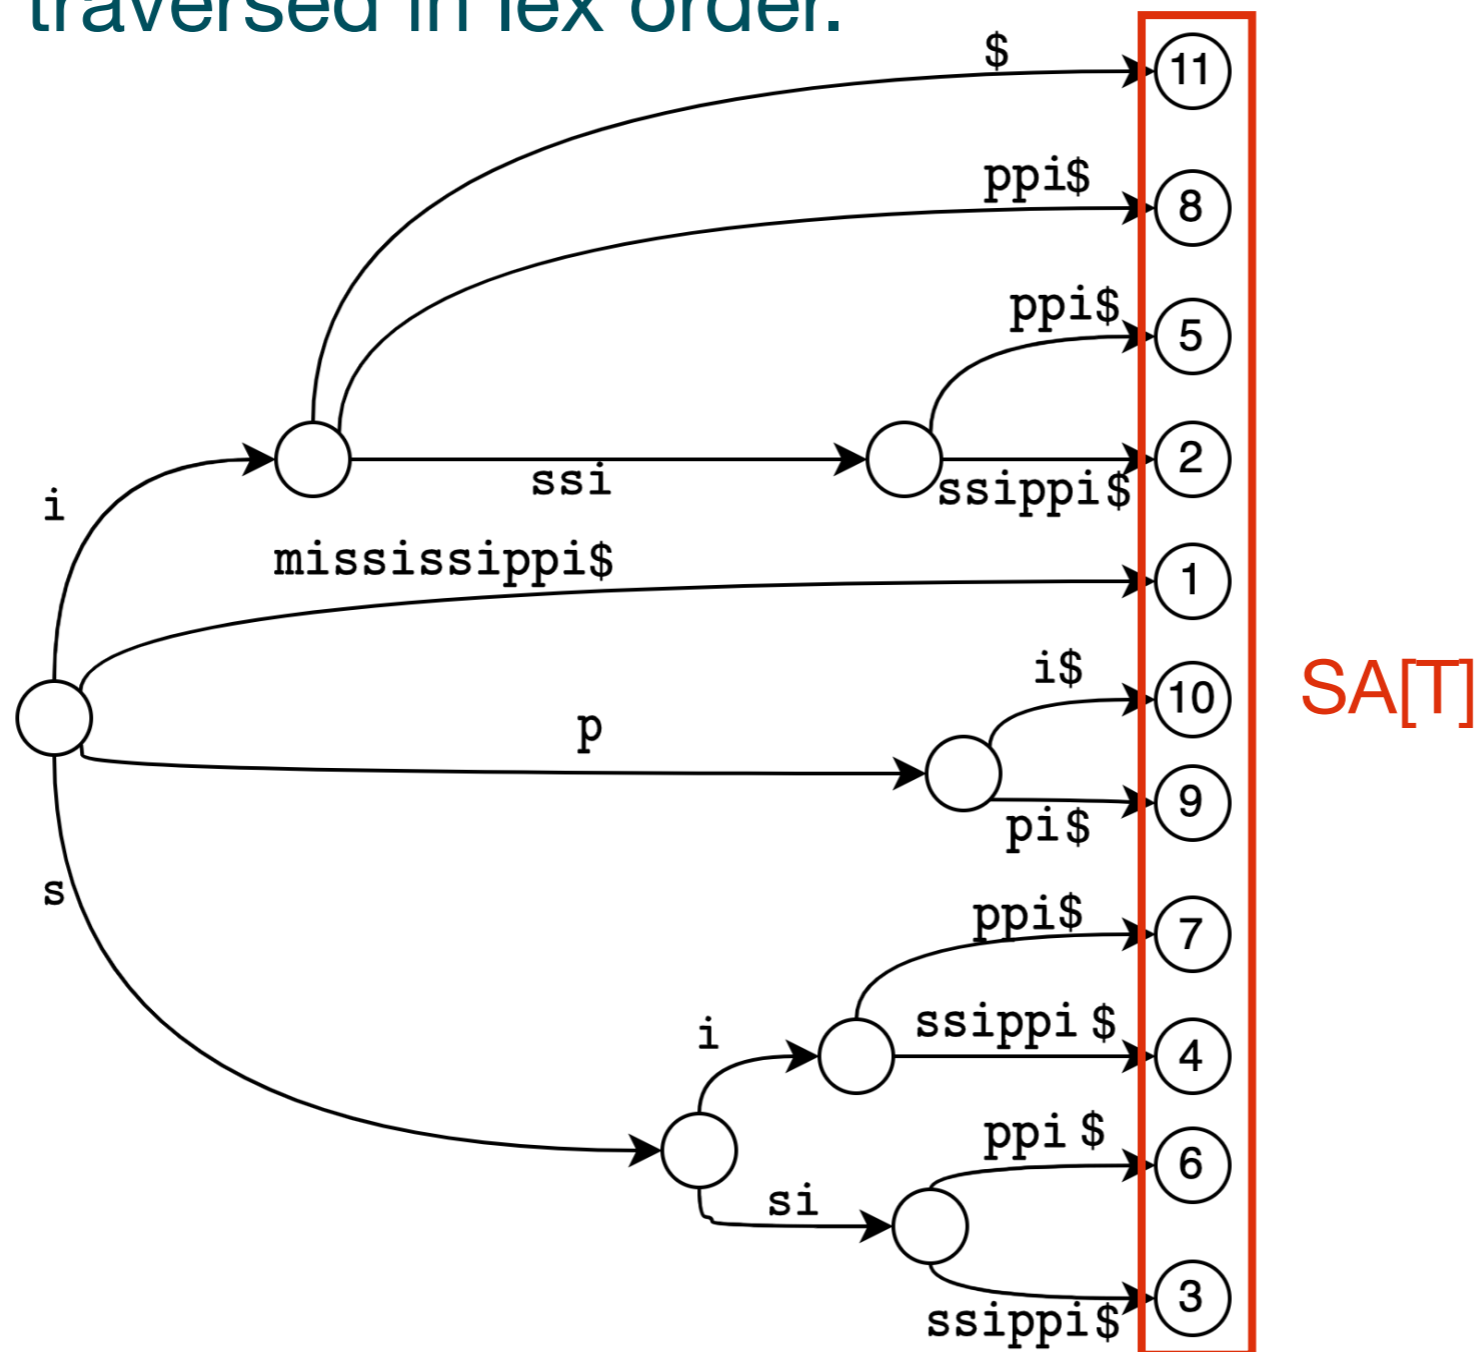 traversed in lex order.
$
11
ppi$
8
ppi$
5
i
ssi
ssippi$
2
mississippi$
1
i$
10
SA[T]
p
pi$
9
s
ppi$
7
i
ssippi $
4
ppi $
6
si
ssippi$
3